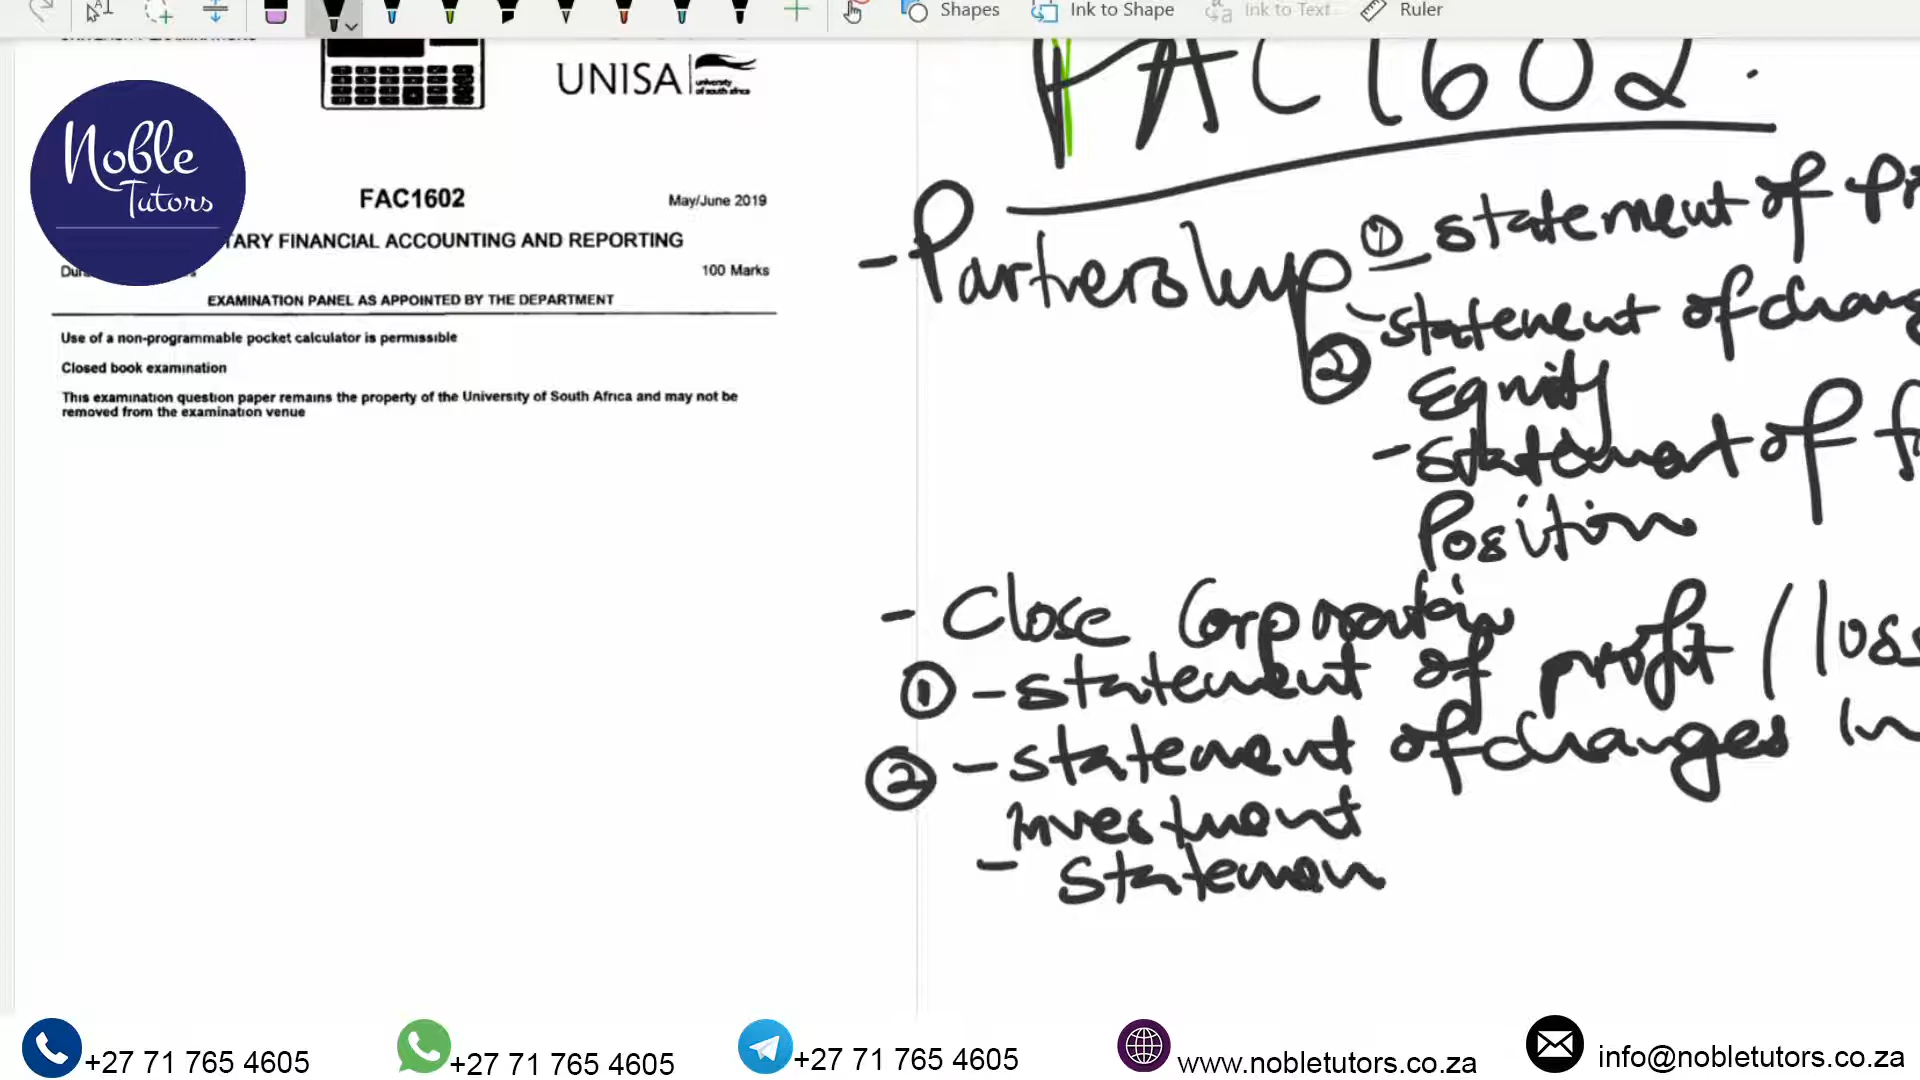 Shapes
Ink to Shape
Ink to Text
Ruler
UNISA
university
of south africa
Noble
Tutors
FAC1602
May/June 2019
TARY FINANCIAL ACCOUNTING AND REPORTING
100 Marks
EXAMINATION PANEL AS APPOINTED BY THE DEPARTMENT
Use of a non-programmable pocket calculator is permissible
Closed book examination
This examination question paper remains the property of the University of South Africa and may not be
removed from the examination venue
FAC1602.
- Partnership ① statement of
- statement of
② Equity
- statement of
Position
- Close Corporation
① - statement of profit / (loss
② - statement of changes in
investment
- Statemen
+27 71 765 4605
+27 71 765 4605
+27 71 765 4605
www.nobletutors.co.za
info@nobletutors.co.za